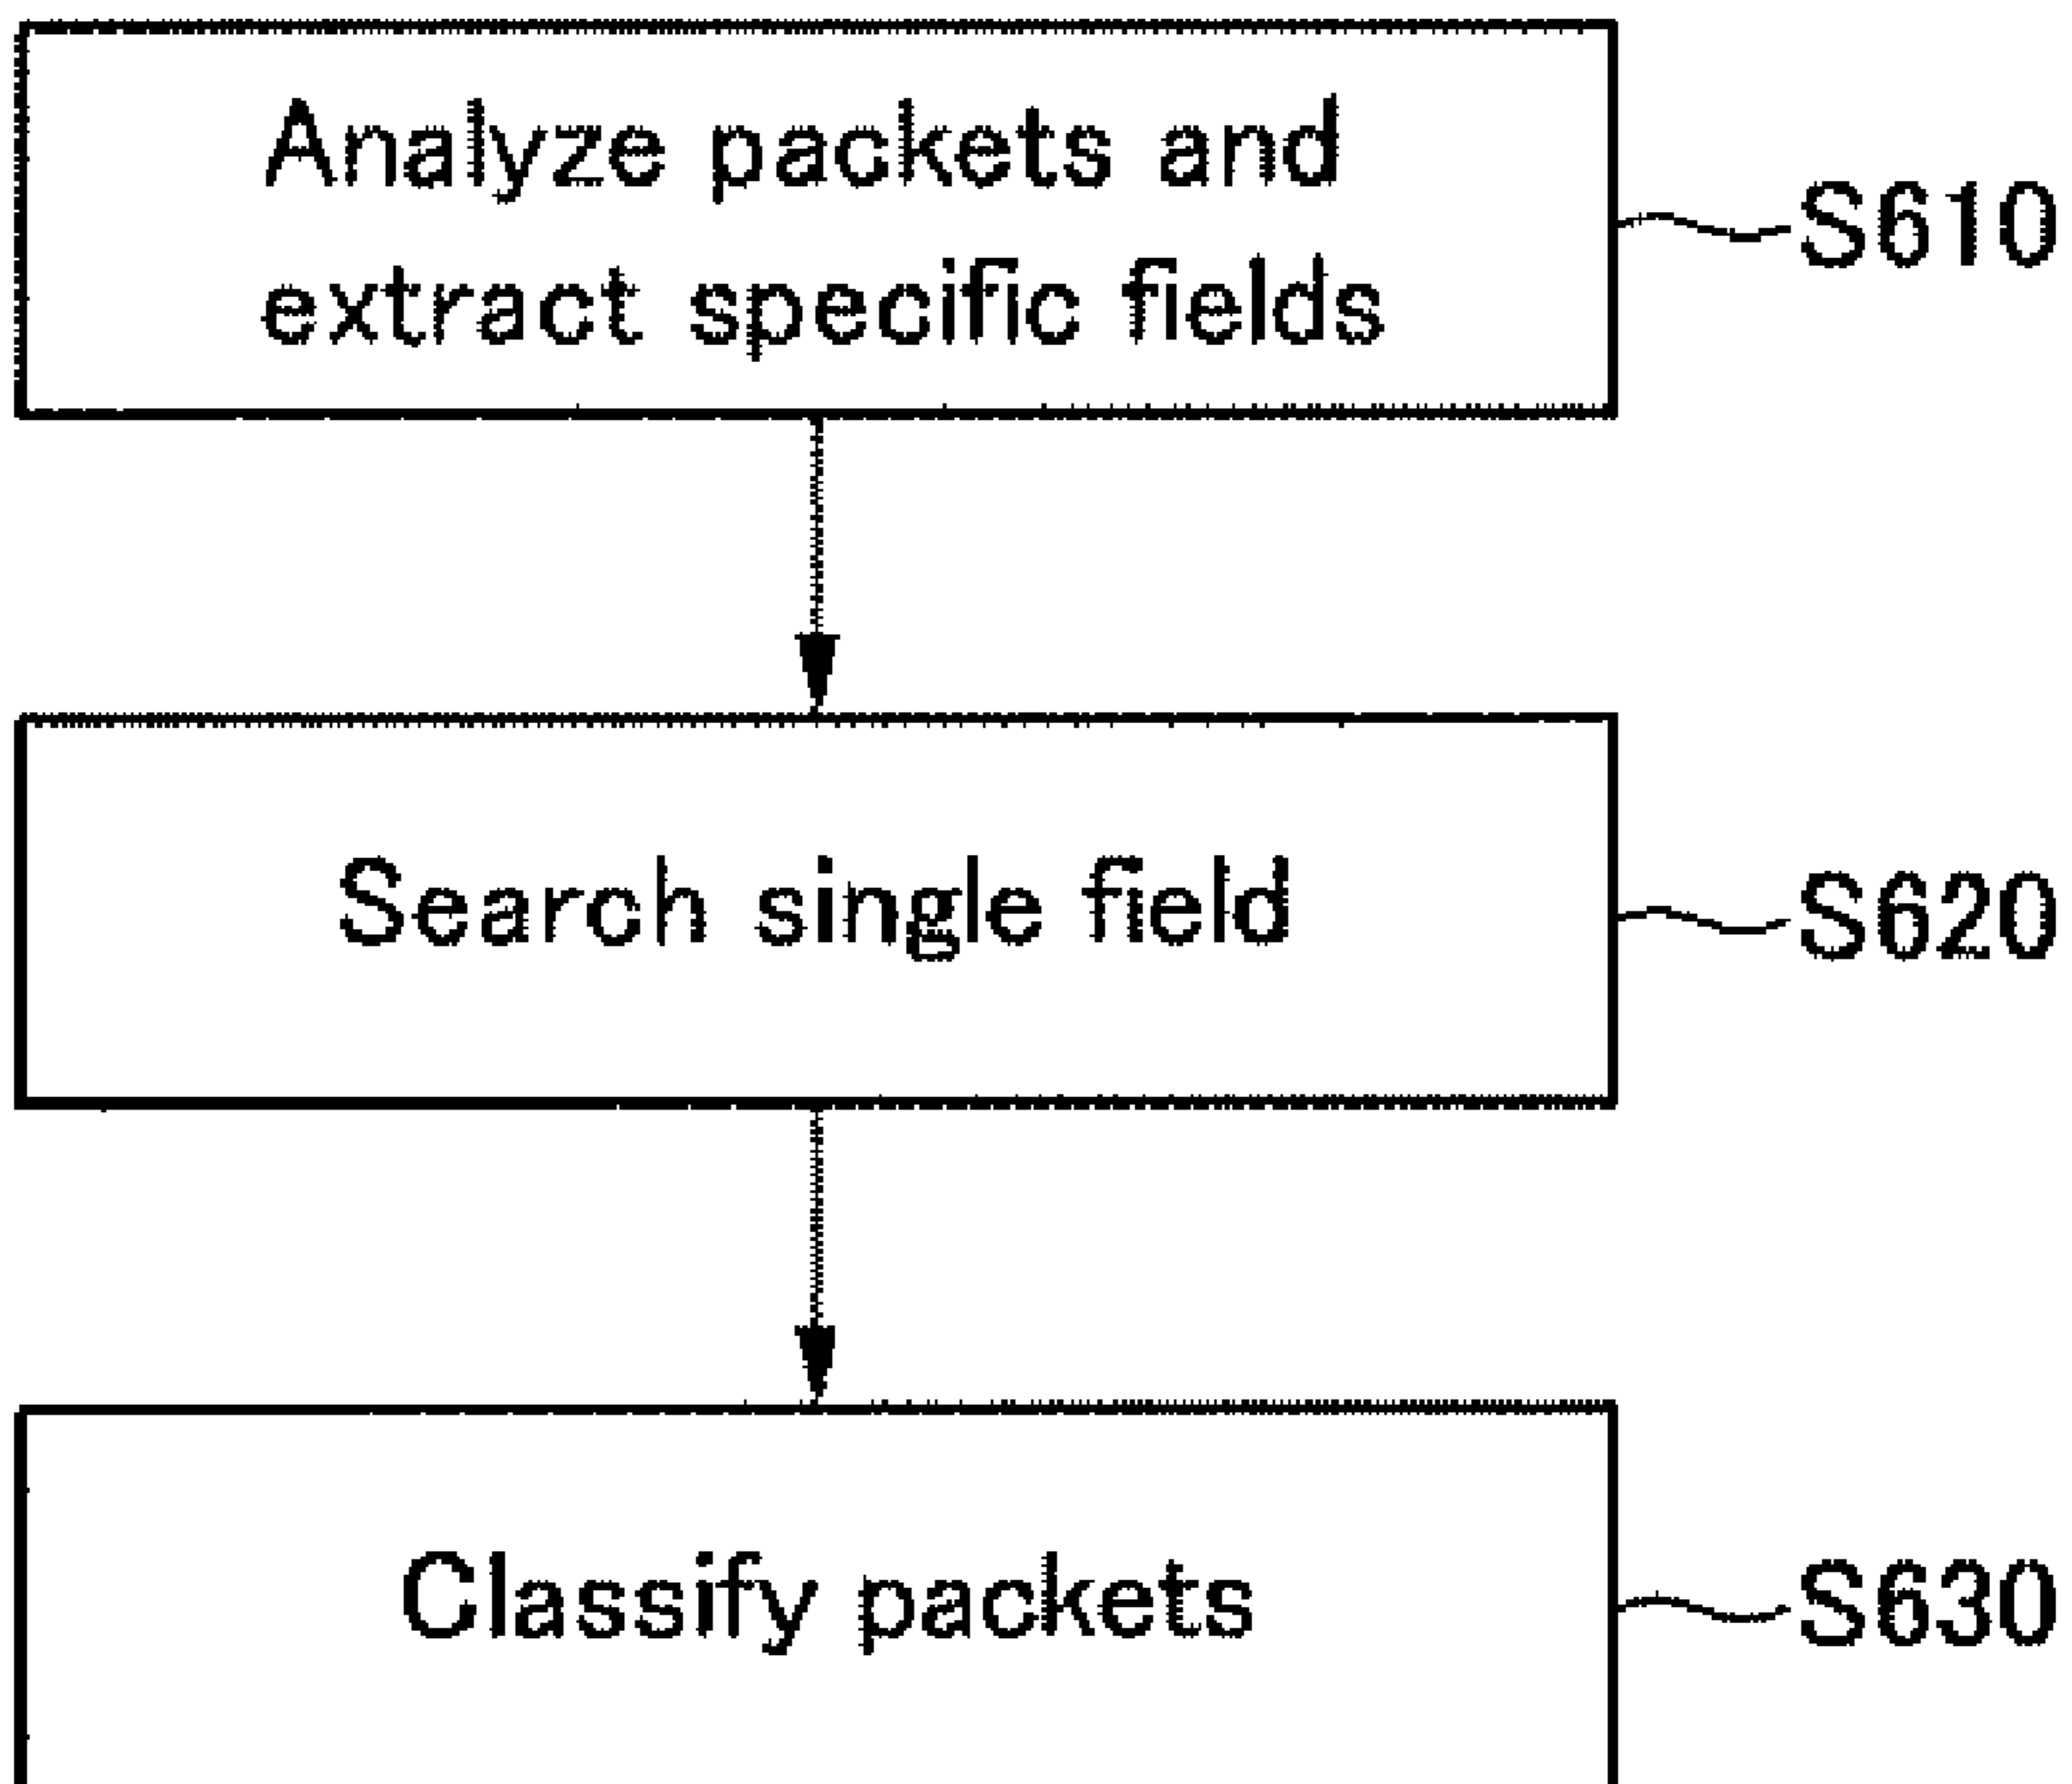 Analyze packets and
extract specific fields
S610
Search single field
S620
Classify packets
S630